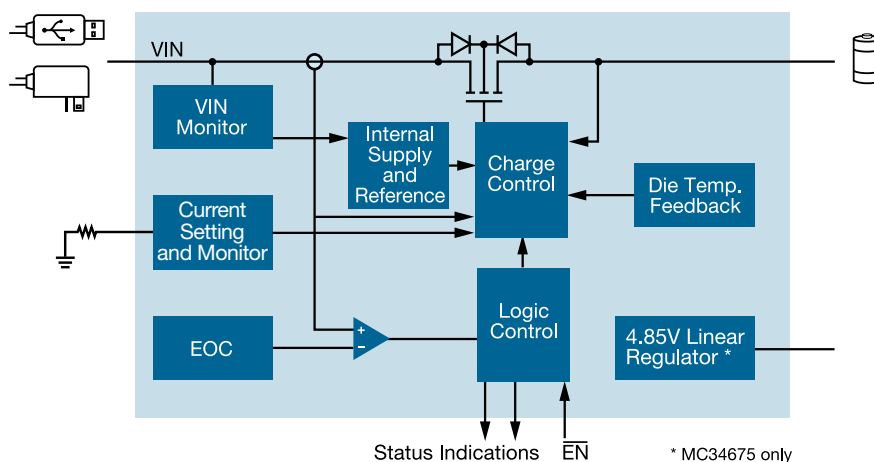 VIN
VIN
Monitor
Internal
Supply
and
Reference
Charge
Control
Die Temp.
Feedback
Current
Setting
and Monitor
EOC
+
−
Logic
Control
4.85V Linear
Regulator *
Status Indications
EN
* MC34675 only